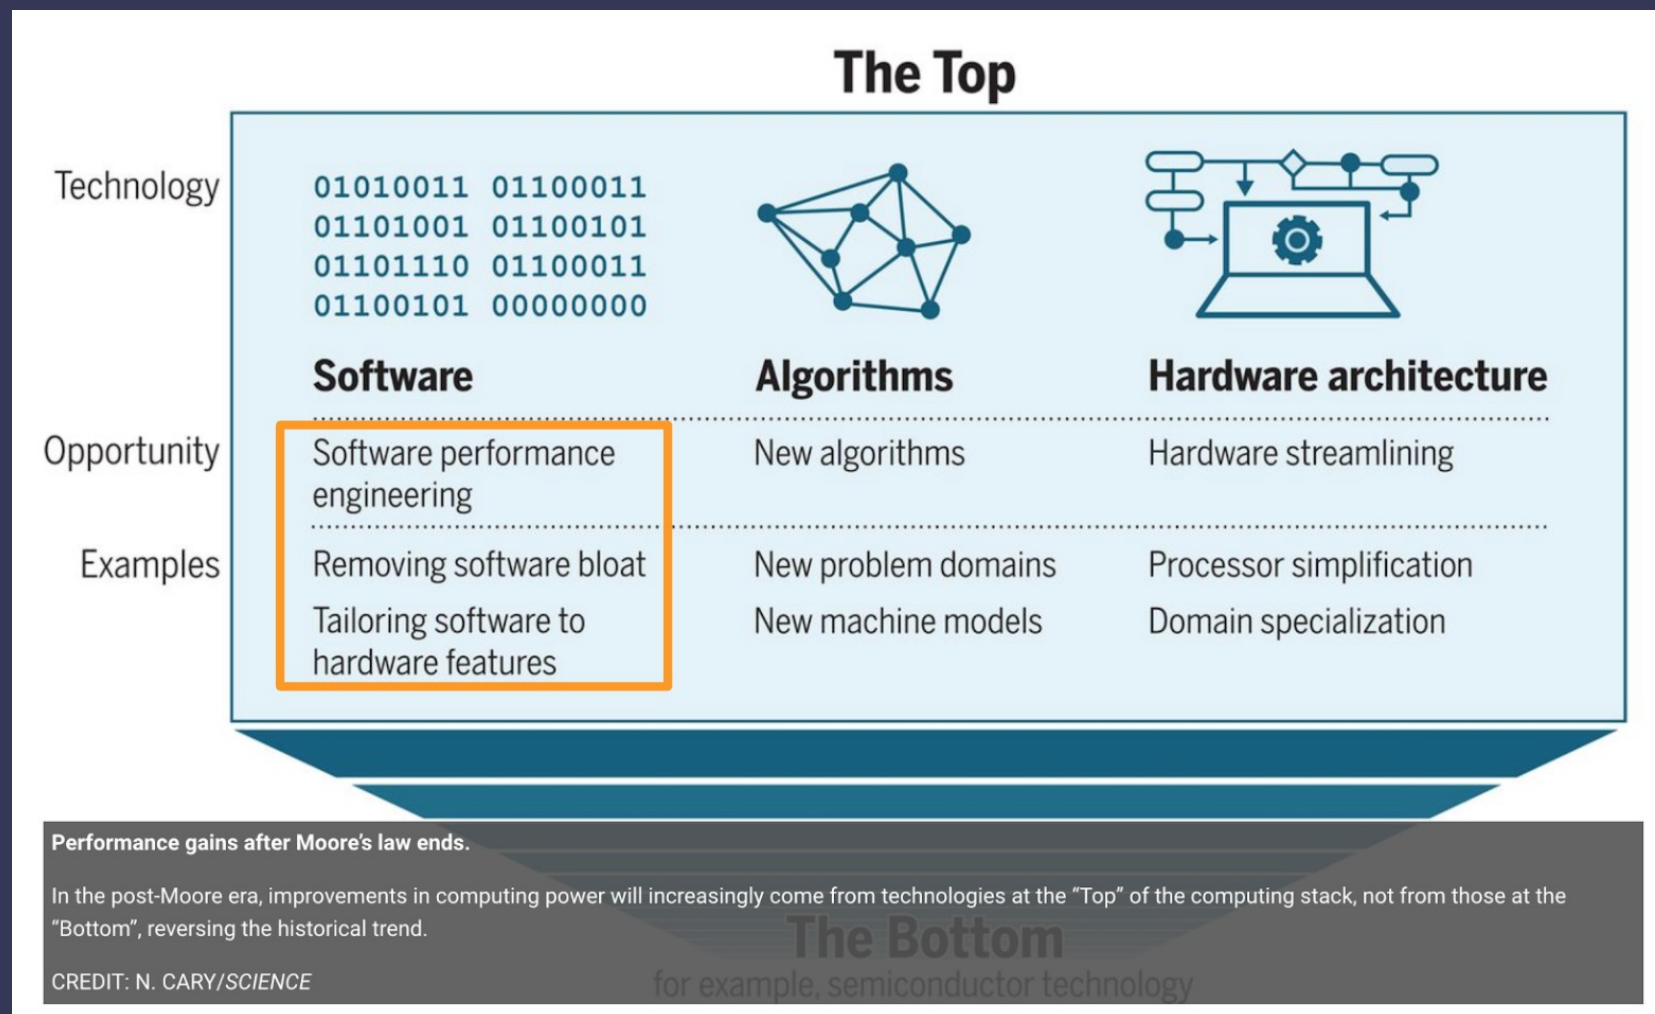 The Top
Technology
01010011 01100011
01101001 01100101
01101110 01100011
01100101 00000000
Software
Algorithms
Hardware architecture
Opportunity
Software performance
engineering
New algorithms
Hardware streamlining
Examples
Removing software bloat
New problem domains
Processor simplification
Tailoring software to
hardware features
New machine models
Domain specialization
Performance gains after Moore’s law ends.
In the post-Moore era, improvements in computing power will increasingly come from technologies at the “Top” of the computing stack, not from those at the
“Bottom”, reversing the historical trend.
The Bottom
CREDIT: N. CARY/SCIENCE
for example, semiconductor technology